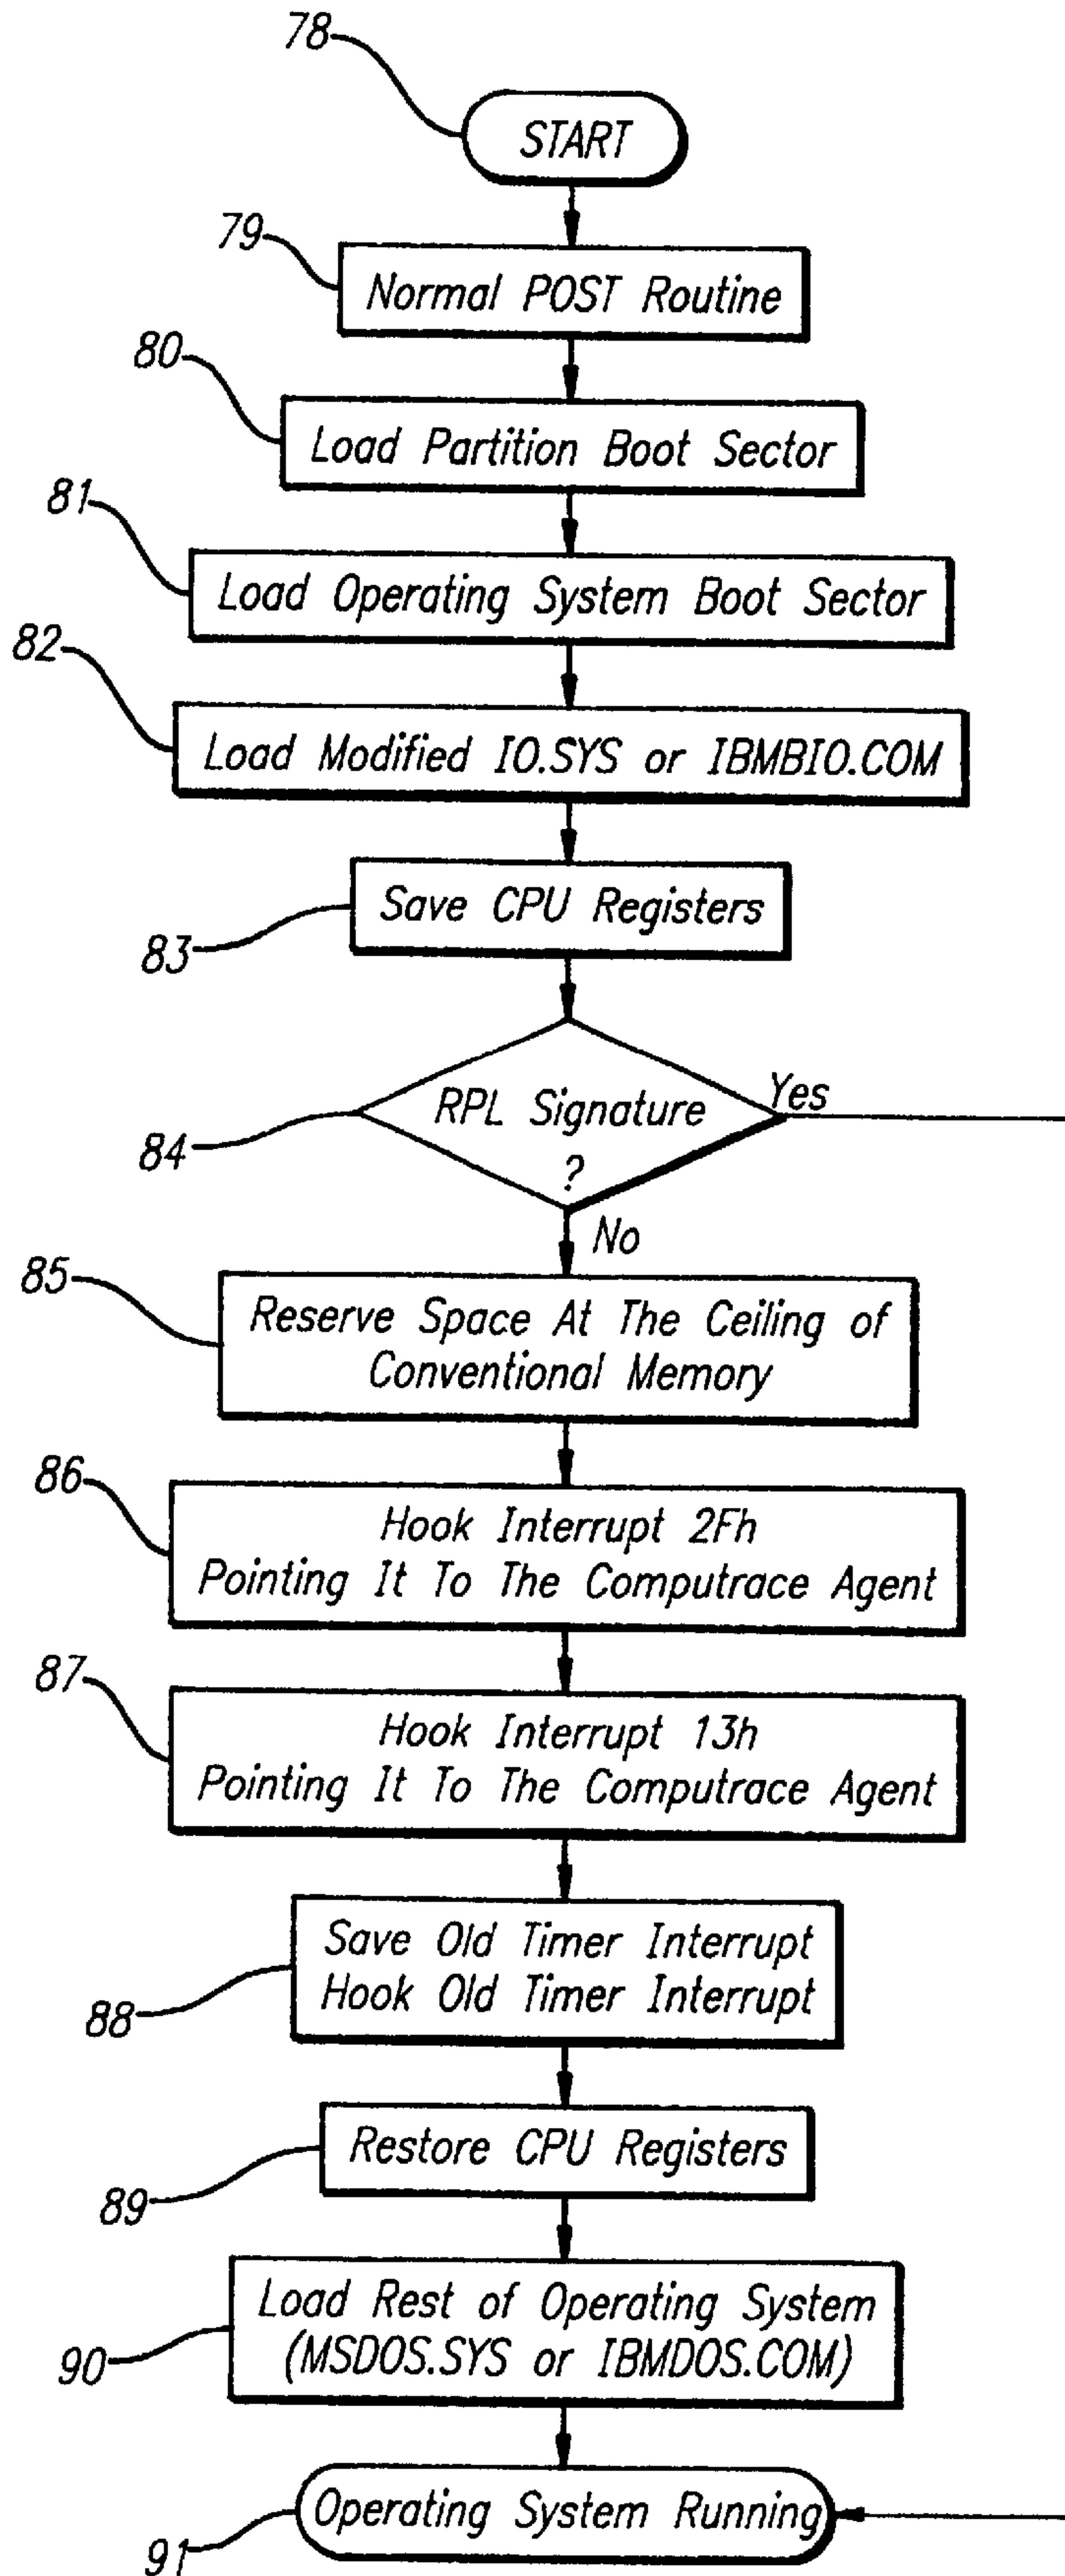 78
START
79
Normal POST Routine
80
Load Partition Boot Sector
81
Load Operating System Boot Sector
82
Load Modified IO.SYS or IBMBIO.COM
Save CPU Registers
83
RPL Signature
?
Yes
84
No
85
Reserve Space At The Ceiling of
Conventional Memory
86
Hook Interrupt 2Fh
Pointing It To The Computrace Agent
87
Hook Interrupt 13h
Pointing It To The Computrace Agent
Save Old Timer Interrupt
Hook Old Timer Interrupt
88
Restore CPU Registers
89
Load Rest of Operating System
(MSDOS.SYS or IBMDOS.COM)
90
Operating System Running
91